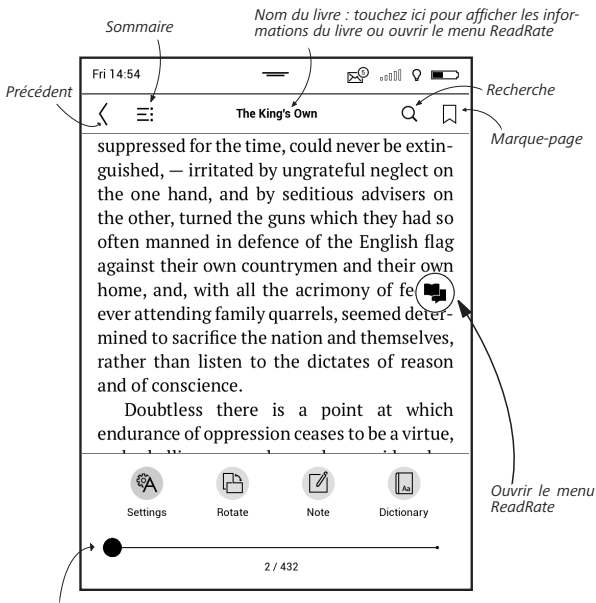 Nom du livre : touchez ici pour afficher les infor-
mations du livre ou ouvrir le menu ReadRate
Sommaire
Précédent
Fri 14:54
5
The King's Own
Recherche
Marque-page
suppressed for the time, could never be extin-
guished, — irritated by ungrateful neglect on
the one hand, and by seditious advisers on
the other, turned the guns which they had so
often manned in defence of the English flag
against their own countrymen and their own
home, and, with all the acrimony of fe
ever attending family quarrels, seemed deter-
mined to sacrifice the nation and themselves,
rather than listen to the dictates of reason
and of conscience.
Doubtless there is a point at which
endurance of oppression ceases to be a virtue,
Ouvrir le menu
ReadRate
A
Aa
Settings Rotate Note Dictionary
2 / 432